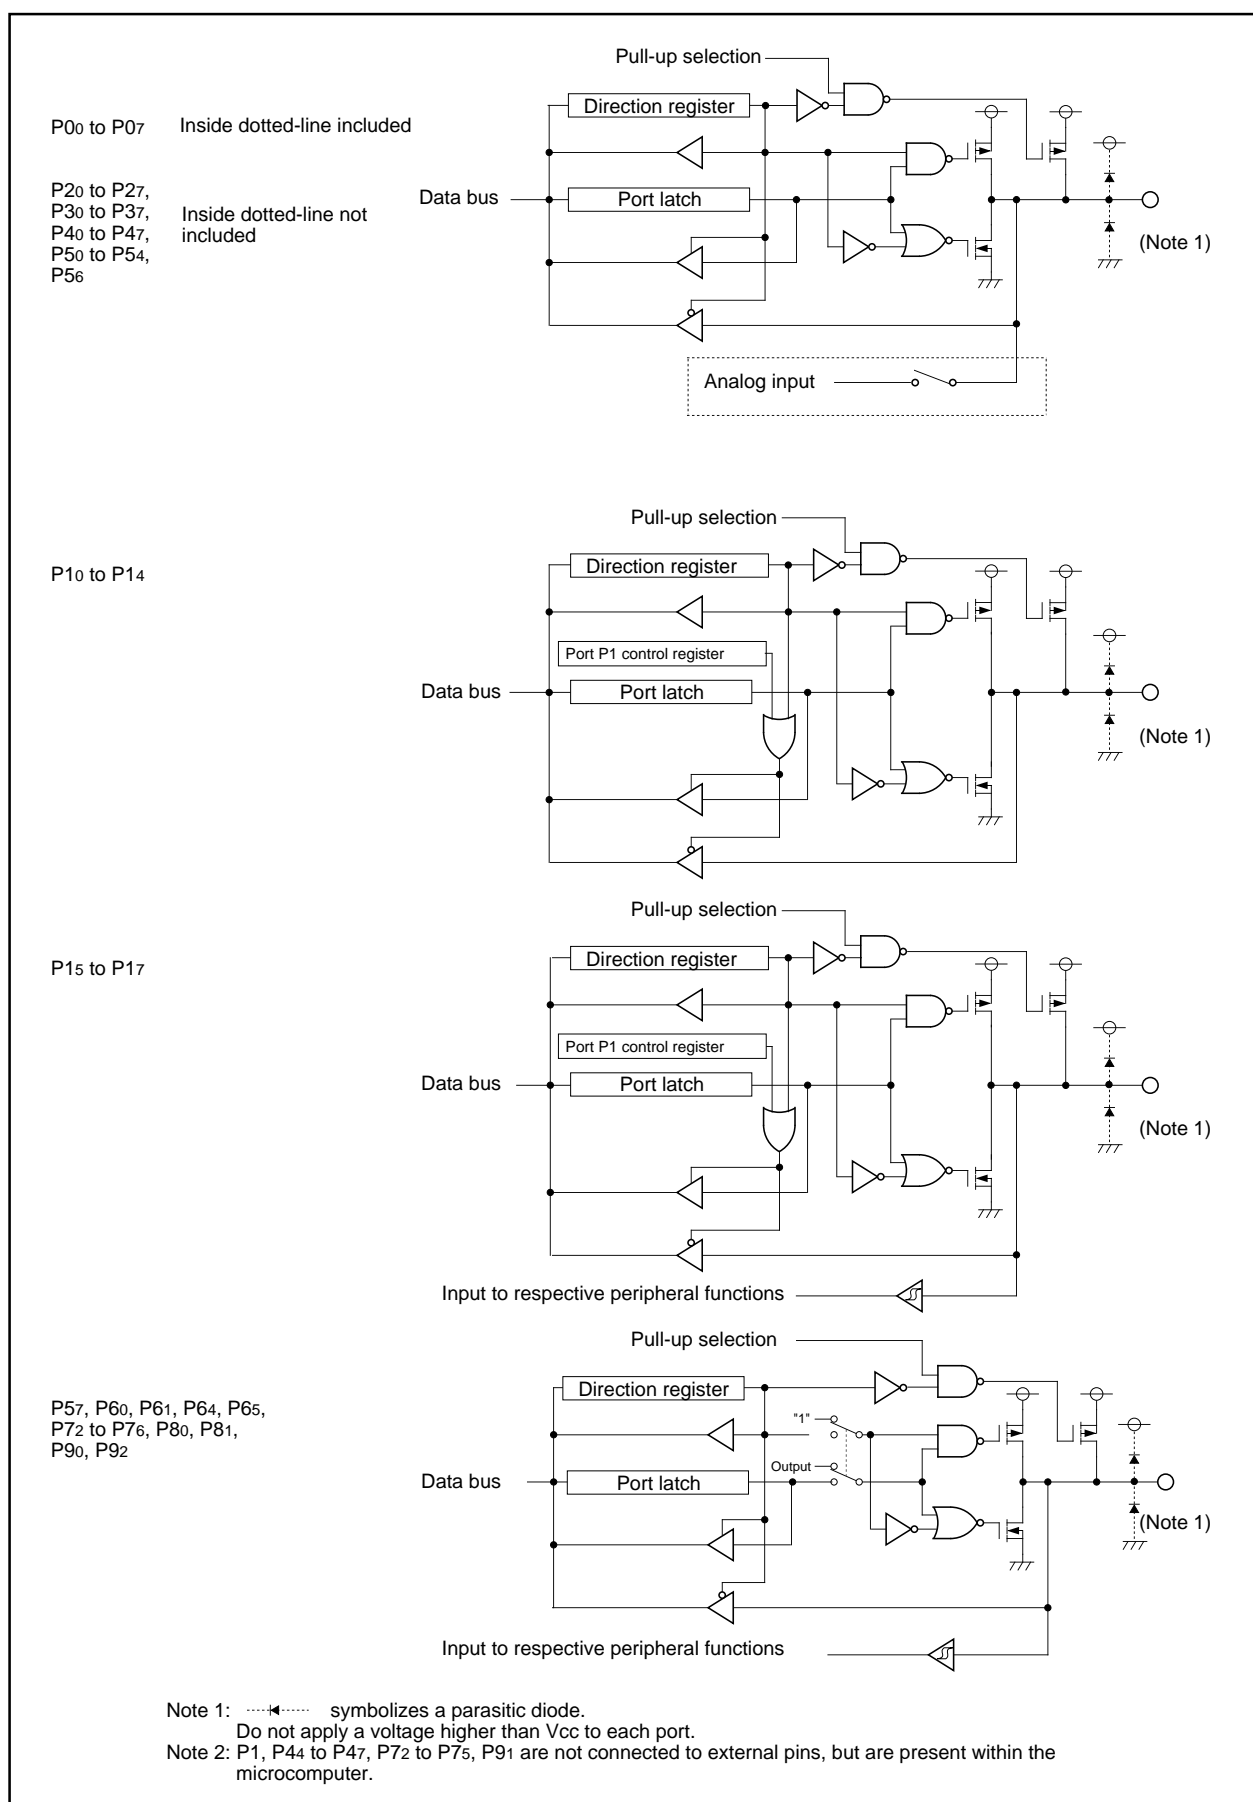 Pull-up selection
Direction register
P00 to P07 Inside dotted-line included
P20 to P27,
P30 to P37,
P40 to P47,
P50 to P54,
P56
Inside dotted-line not
included
Data bus
Port latch
(Note 1)
Analog input
Pull-up selection
P10 to P14
Direction register
Port P1 control register
Data bus
Port latch
(Note 1)
Pull-up selection
P15 to P17
Direction register
Port P1 control register
Data bus
Port latch
(Note 1)
Input to respective peripheral functions
Pull-up selection
Direction register
P57, P60, P61, P64, P65,
P72 to P76, P80, P81,
P90, P92
"1"
Output
Data bus
Port latch
(Note 1)
Input to respective peripheral functions
Note 1: symbolizes a parasitic diode.
Do not apply a voltage higher than Vcc to each port.
Note 2: P1, P44 to P47, P72 to P75, P91 are not connected to external pins, but are present within the
microcomputer.